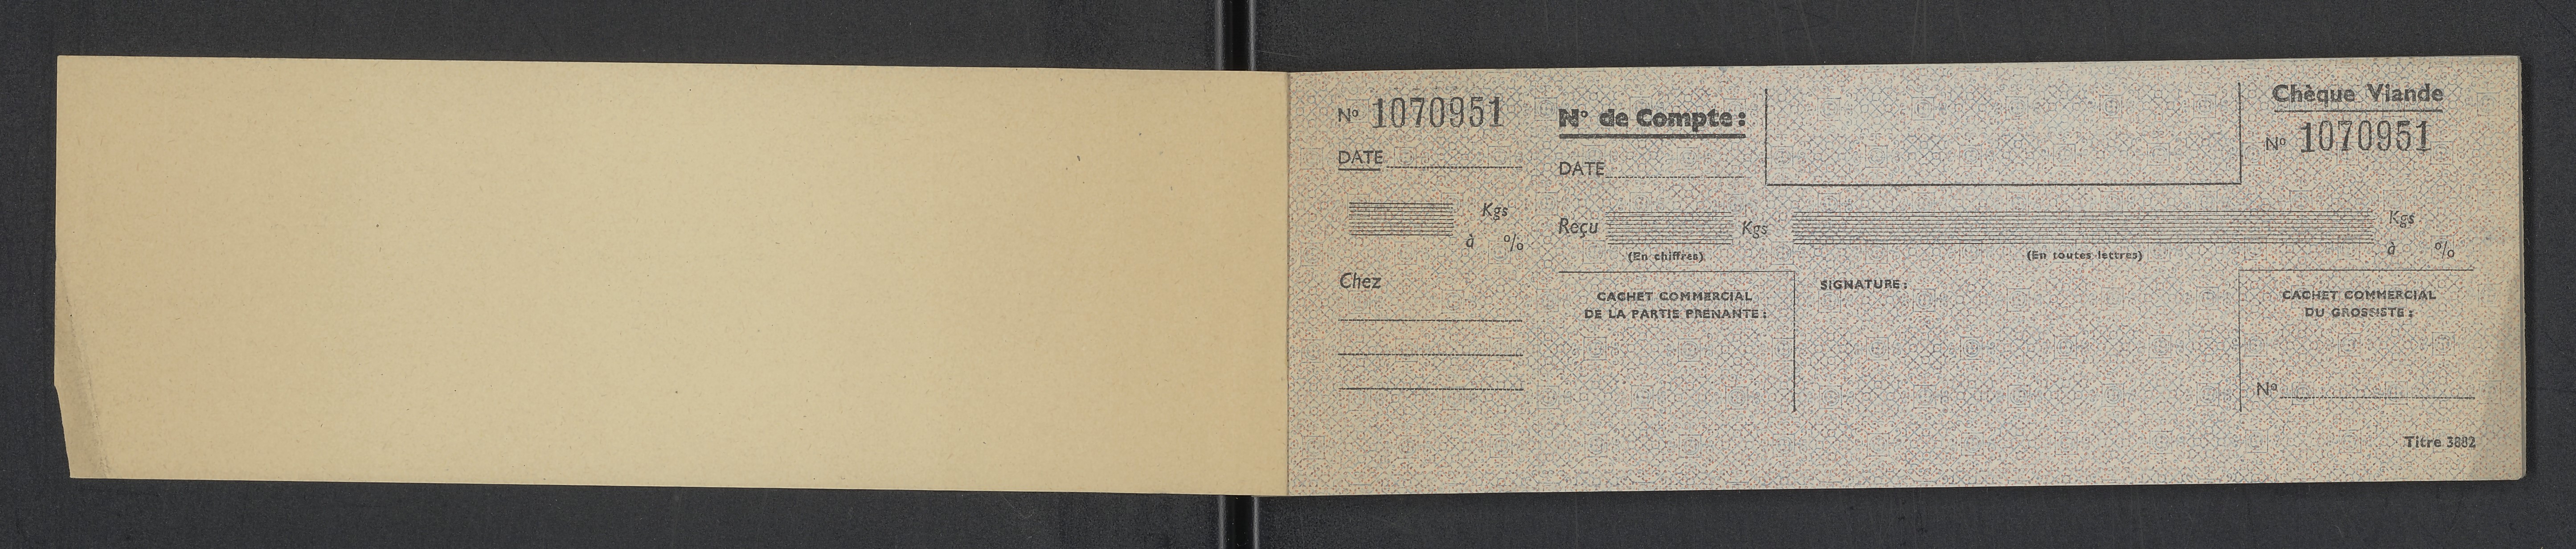 Nº 1070951
DATE
Kgs
à %
Chez
Nº de Compte :
DATE
Chèque Viande
Nº 1070951
Reçu Kgs Kgs
à %
(En chiffres) (En toutes lettres)
CACHET COMMERCIAL
DE LA PARTIE PRENANTE :
SIGNATURE :
CACHET COMMERCIAL
DU GROSSISTE :
Nº
Titre 3882